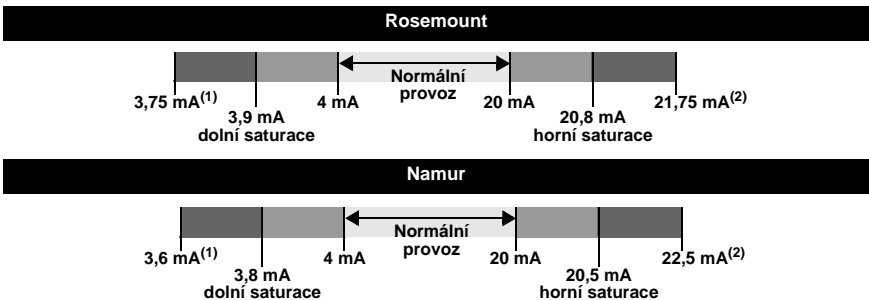 Rosemount
Normální
provoz
3,75 mA(1) 4 mA 20 mA 21,75 mA(2)
3,9 mA 20,8 mA
dolní saturace horní saturace
Namur
Normální
provoz
3,6 mA(1) 4 mA 20 mA 22,5 mA(2)
3,8 mA 20,5 mA
dolní saturace horní saturace